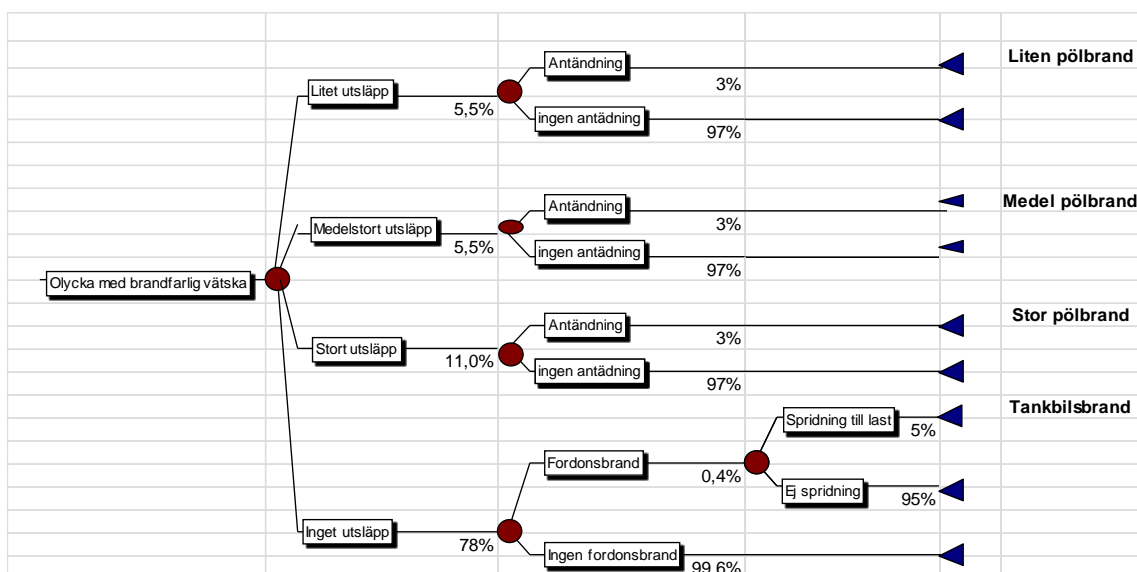 Antändning
Liten pölbrand
Litet utsläpp
3%
5,5%
ingen antädning
97%
Antändning
Medel pölbrand
Medelstort utsläpp
3%
5,5%
ingen antädning
97%
Olycka med brandfarlig vätska
Antändning
Stor pölbrand
Stort utsläpp
3%
11,0%
ingen antädning
97%
Tankbilsbrand
Spridning till last
5%
Fordonsbrand
0,4%
Ej spridning
95%
Inget utsläpp
78%
Ingen fordonsbrand
99,6%